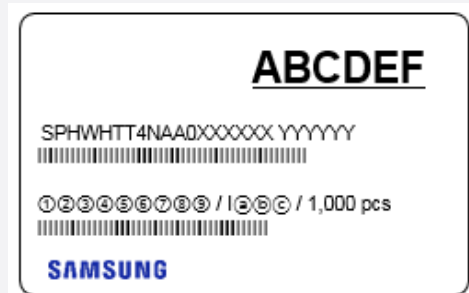 ABCDEF
SPHWHTT4NAA0XXXXXX YYYYYY
①②③④⑤⑥⑦⑧⑨ / Iⓐⓑⓒ / 1,000 pcs
SAMSUNG